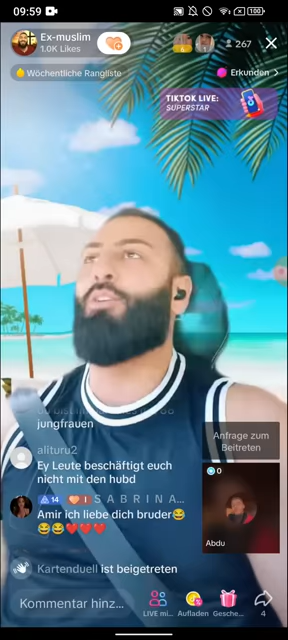 09:59
100
Ex-muslim
1.0K Likes
267
Wöchentliche Rangliste
Erkunden >
TIKTOK LIVE:
SUPERSTAR
jungfrauen
alituru2
Ey Leute beschäftigt euch
nicht mit den hubd
14 I S A B R I N A...
Amir ich liebe dich bruder😂
😂😂❤️❤️❤️
Kartenduell ist beigetreten
Anfrage zum
Beitreten
0
Abdu
Kommentar hinz...
LIVE mi...
Aufladen
Gesche...
4